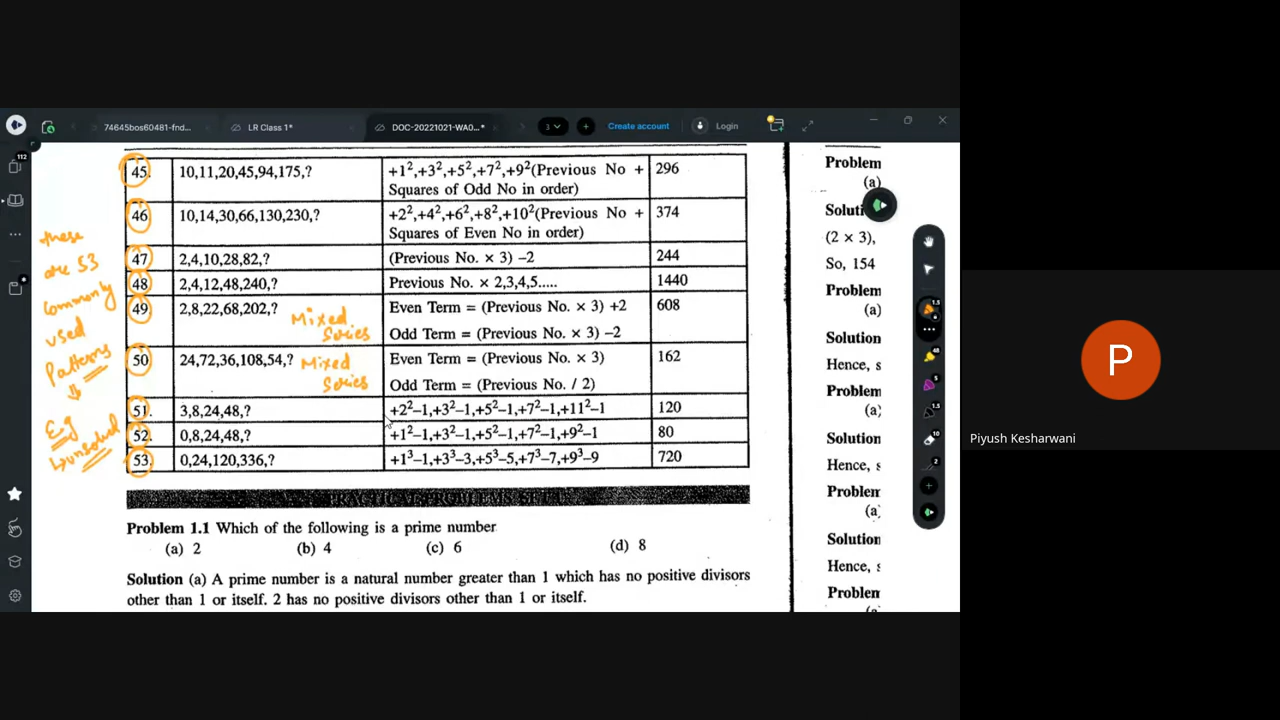 74645bos60481-fnd...
LR Class 1*
DOC-20221021-WA0...*
3
Create account
Login
112
45. 10,11,20,45,94,175,? +1²,+3²,+5²,+7²,+9²(Previous No + Squares of Odd No in order) 296
46 10,14,30,66,130,230,? +2²,+4²,+6²,+8²,+10²(Previous No + Squares of Even No in order) 374
47 2,4,10,28,82,? (Previous No. × 3) –2 244
48 2,4,12,48,240,? Previous No. × 2,3,4,5..... 1440
49 2,8,22,68,202,? Mixed Series Even Term = (Previous No. × 3) +2 608
Odd Term = (Previous No. × 3) –2
50 24,72,36,108,54,? Mixed Series Even Term = (Previous No. × 3) 162
Odd Term = (Previous No. / 2)
51. 3,8,24,48,? +2²–1,+3²–1,+5²–1,+7²–1,+11²–1 120
52. 0,8,24,48,? +1²–1,+3²–1,+5²–1,+7²–1,+9²–1 80
53. 0,24,120,336,? +1³–1,+3³–3,+5³–5,+7³–7,+9³–9 720
these
are 53
commonly
used
patterns
Eg
unsolved
Problem 1.1 Which of the following is a prime number
(a) 2 (b) 4 (c) 6 (d) 8
Solution (a) A prime number is a natural number greater than 1 which has no positive divisors
other than 1 or itself. 2 has no positive divisors other than 1 or itself.
Problem
(a)
Soluti
(2 × 3),
So, 154
Problem
(a)
Solution
Hence, s
Problem
(a)
Solution
Hence, s
Problem
(a)
Solution
Hence, s
Problem
P
Piyush Kesharwani